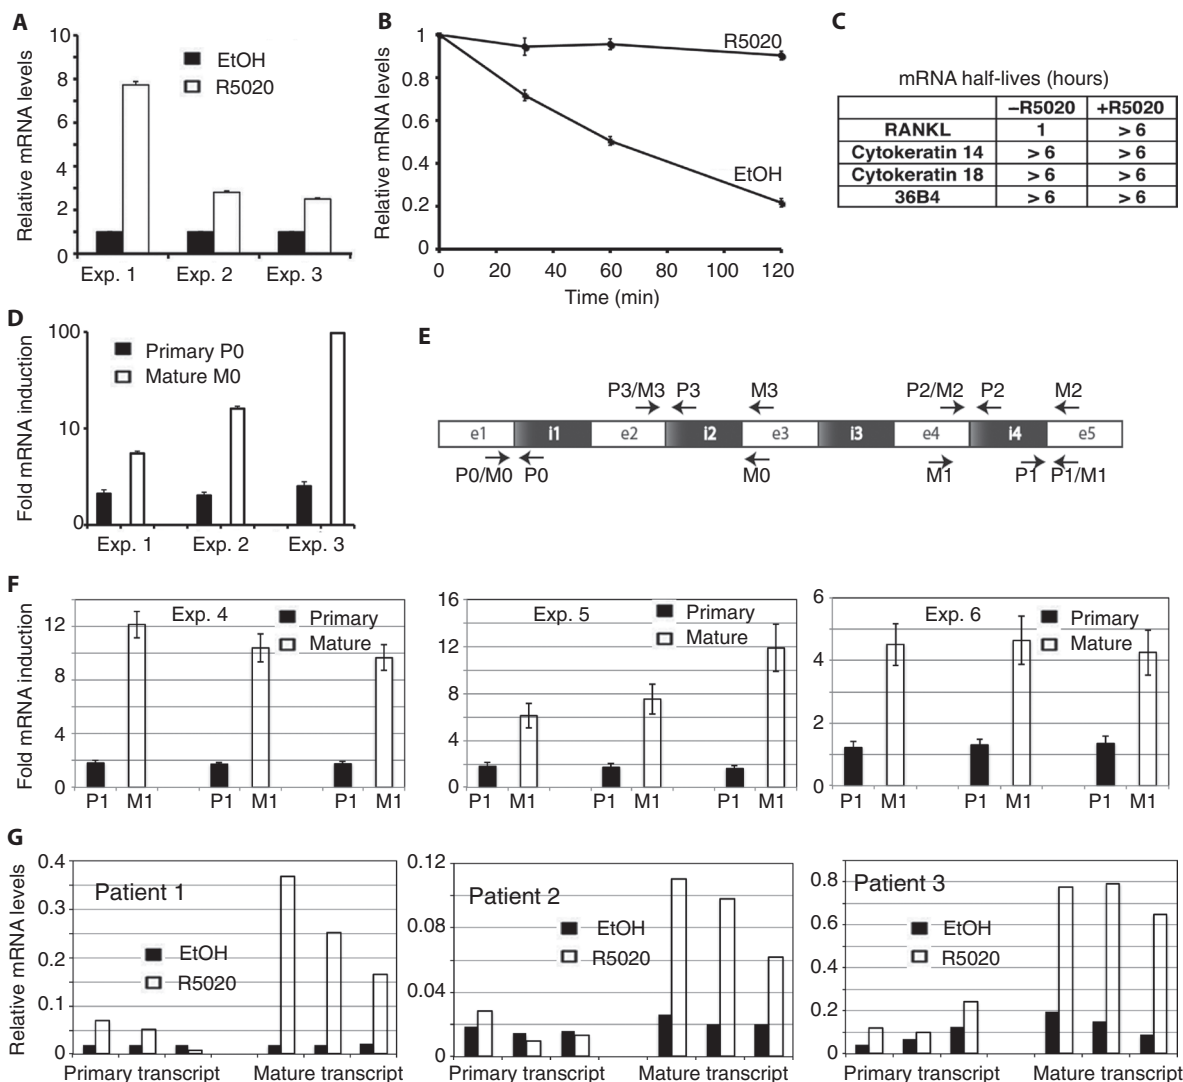 A
Relative mRNA levels
10
8
6
4
2
0
EtOH
R5020
Exp. 1 Exp. 2 Exp. 3
B
Relative mRNA levels
1
0.8
0.6
0.4
0.2
0
R5020
EtOH
0 20 40 60 80 100 120
Time (min)
C
mRNA half-lives (hours)
–R5020 +R5020
RANKL 1 > 6
Cytokeratin 14 > 6 > 6
Cytokeratin 18 > 6 > 6
36B4 > 6 > 6
D
Fold mRNA induction
100
10
0
Primary P0
Mature M0
Exp. 1 Exp. 2 Exp. 3
E
P3/M3 P3 M3 P2/M2 P2 M2
e1 i1 e2 i2 e3 i3 e4 i4 e5
P0/M0 P0 M0 M1 P1 P1/M1
F
Fold mRNA induction
12
8
4
0
Exp. 4
Primary
Mature
P1 M1 P1 M1 P1 M1
16
12
8
4
0
Exp. 5
Primary
Mature
P1 M1 P1 M1 P1 M1
6
4
2
0
Exp. 6
Primary
Mature
P1 M1 P1 M1 P1 M1
G
Relative mRNA levels
0.4
0.3
0.2
0.1
0
Patient 1
EtOH
R5020
Primary transcript Mature transcript
0.12
0.08
0.04
0
Patient 2
EtOH
R5020
Primary transcript Mature transcript
0.8
0.6
0.4
0.2
0
Patient 3
EtOH
R5020
Primary transcript Mature transcript